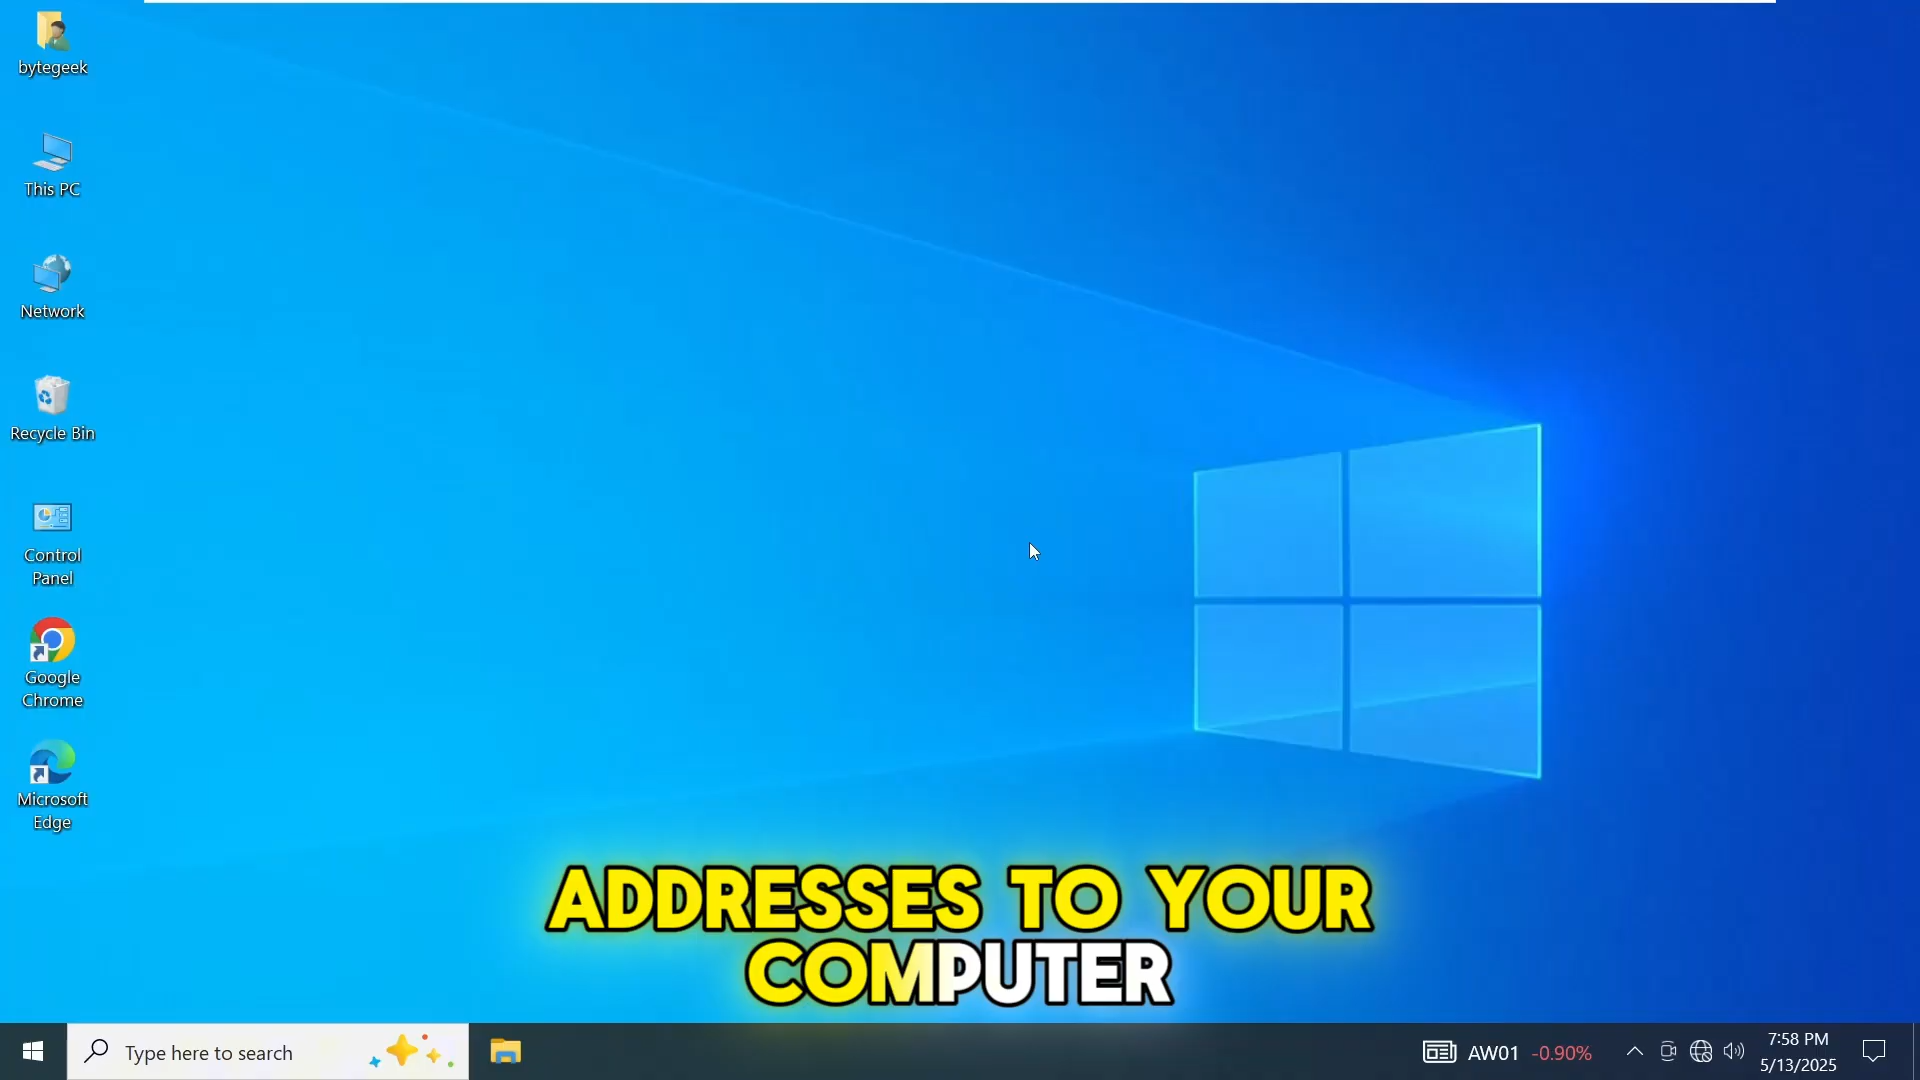 bytegeek
This PC
Network
Recycle Bin
Control
Panel
Google
Chrome
Microsoft
Edge
ADDRESSES TO YOUR
COMPUTER
Type here to search
AW01 -0.90%
7:58 PM
5/13/2025